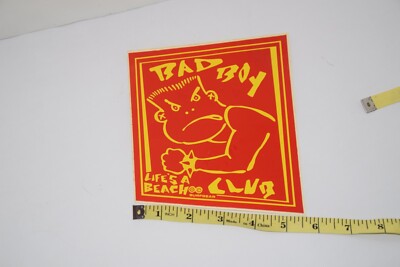 BAD BOY
LIFE'S A
BEACH
CLUB
1 2 3 4 5 6 7 8